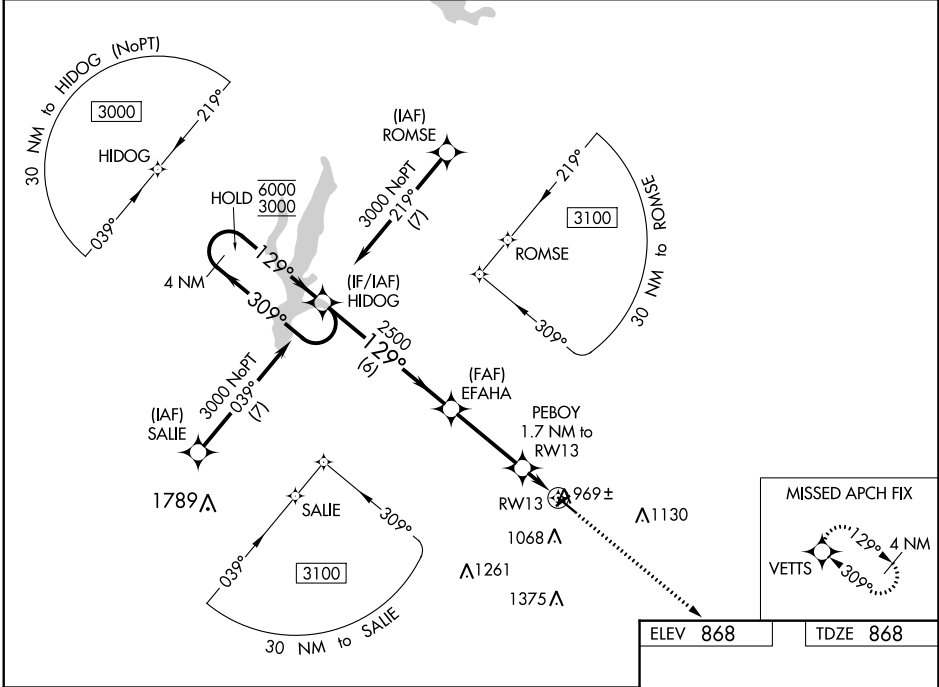 30 NM to HIDOG (NoPT)
3000
219°
HIDOG
039°
(IAF)
ROMSE
3000 NoPT
219°
(7)
HOLD
6000
3000
129°
4 NM
309°
(IF/IAF)
HIDOG
219°
3100
ROMSE
30 NM to ROMSE
309°
2500
129°
(6)
(FAF)
EFAHA
3000 NoPT
039°
(7)
(IAF)
SALIE
PEBOY
1.7 NM to
RW13
1789
SALIE
309°
039°
3100
30 NM to SALIE
RW13
969±
1130
1068
1261
1375
MISSED APCH FIX
129°
4 NM
VETTS
309°
ELEV 868
TDZE 868